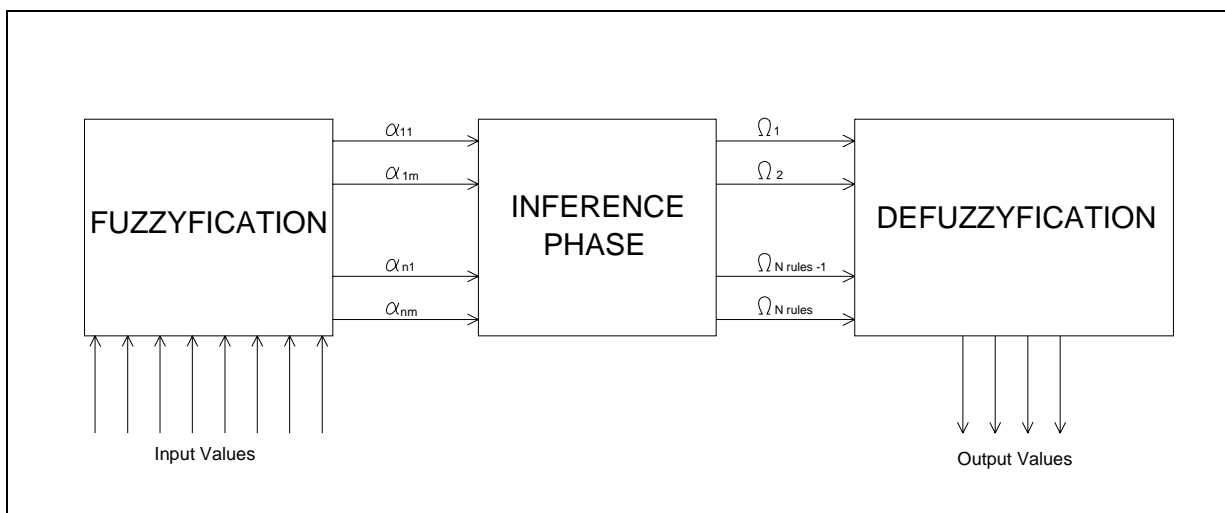 α11
α1m
FUZZYFICATION
αn1
αnm
Input Values
INFERENCE
PHASE
Ω1
Ω2
ΩN rules -1
ΩN rules
DEFUZZYFICATION
Output Values